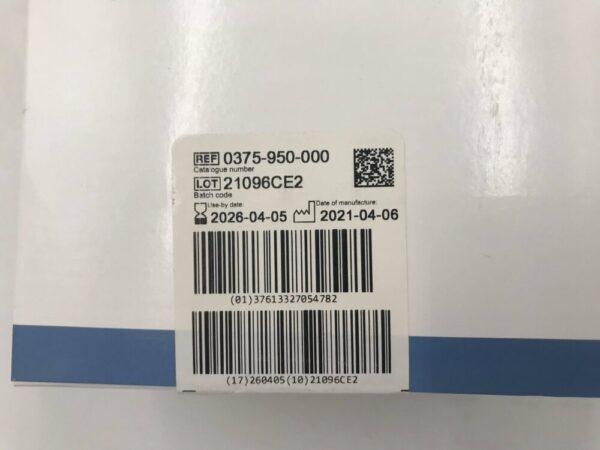 REF 0375-950-000
Catalogue number
LOT 21096CE2
Batch code
Use-by date: Date of manufacture:
2026-04-05 2021-04-06
(01)37613327054782
(17)260405(10)21096CE2